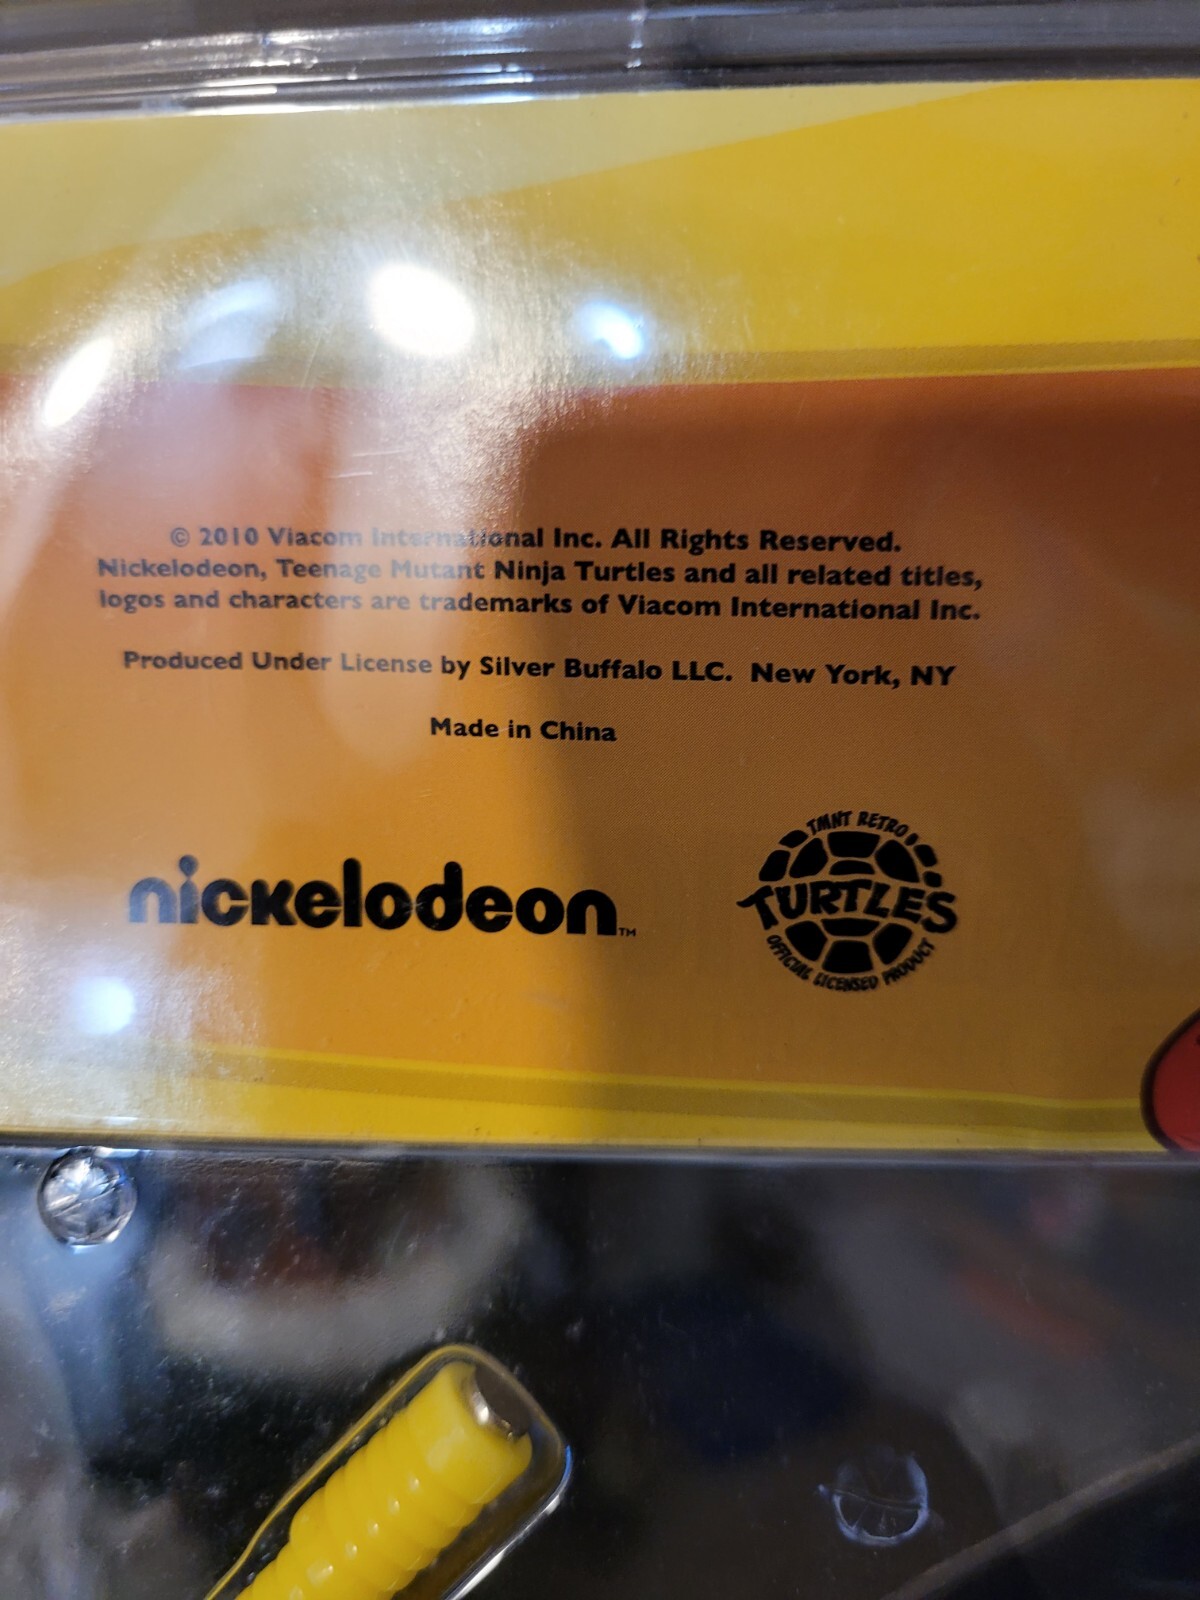 © 2010 Viacom International Inc. All Rights Reserved.
Nickelodeon, Teenage Mutant Ninja Turtles and all related titles,
logos and characters are trademarks of Viacom International Inc.
Produced Under License by Silver Buffalo LLC. New York, NY
Made in China
nickelodeon™
TMNT RETRO
TURTLES
OFFICIAL LICENSED PRODUCT